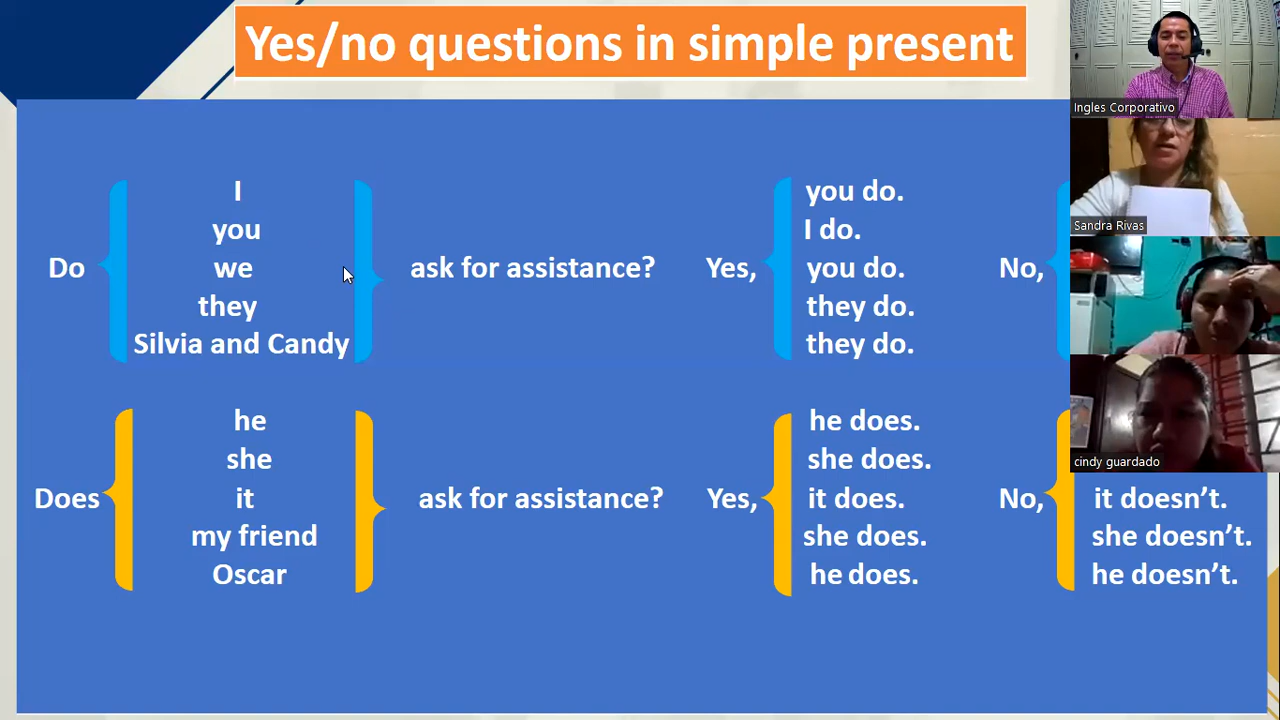 Yes/no questions in simple present
Ingles Corporativo
Sandra Rivas
cindy guardado
Do
I
you
we
they
Silvia and Candy
ask for assistance?
Yes,
you do.
I do.
you do.
they do.
they do.
No,
Does
he
she
it
my friend
Oscar
ask for assistance?
Yes,
he does.
she does.
it does.
she does.
he does.
No,
it doesn’t.
she doesn’t.
he doesn’t.